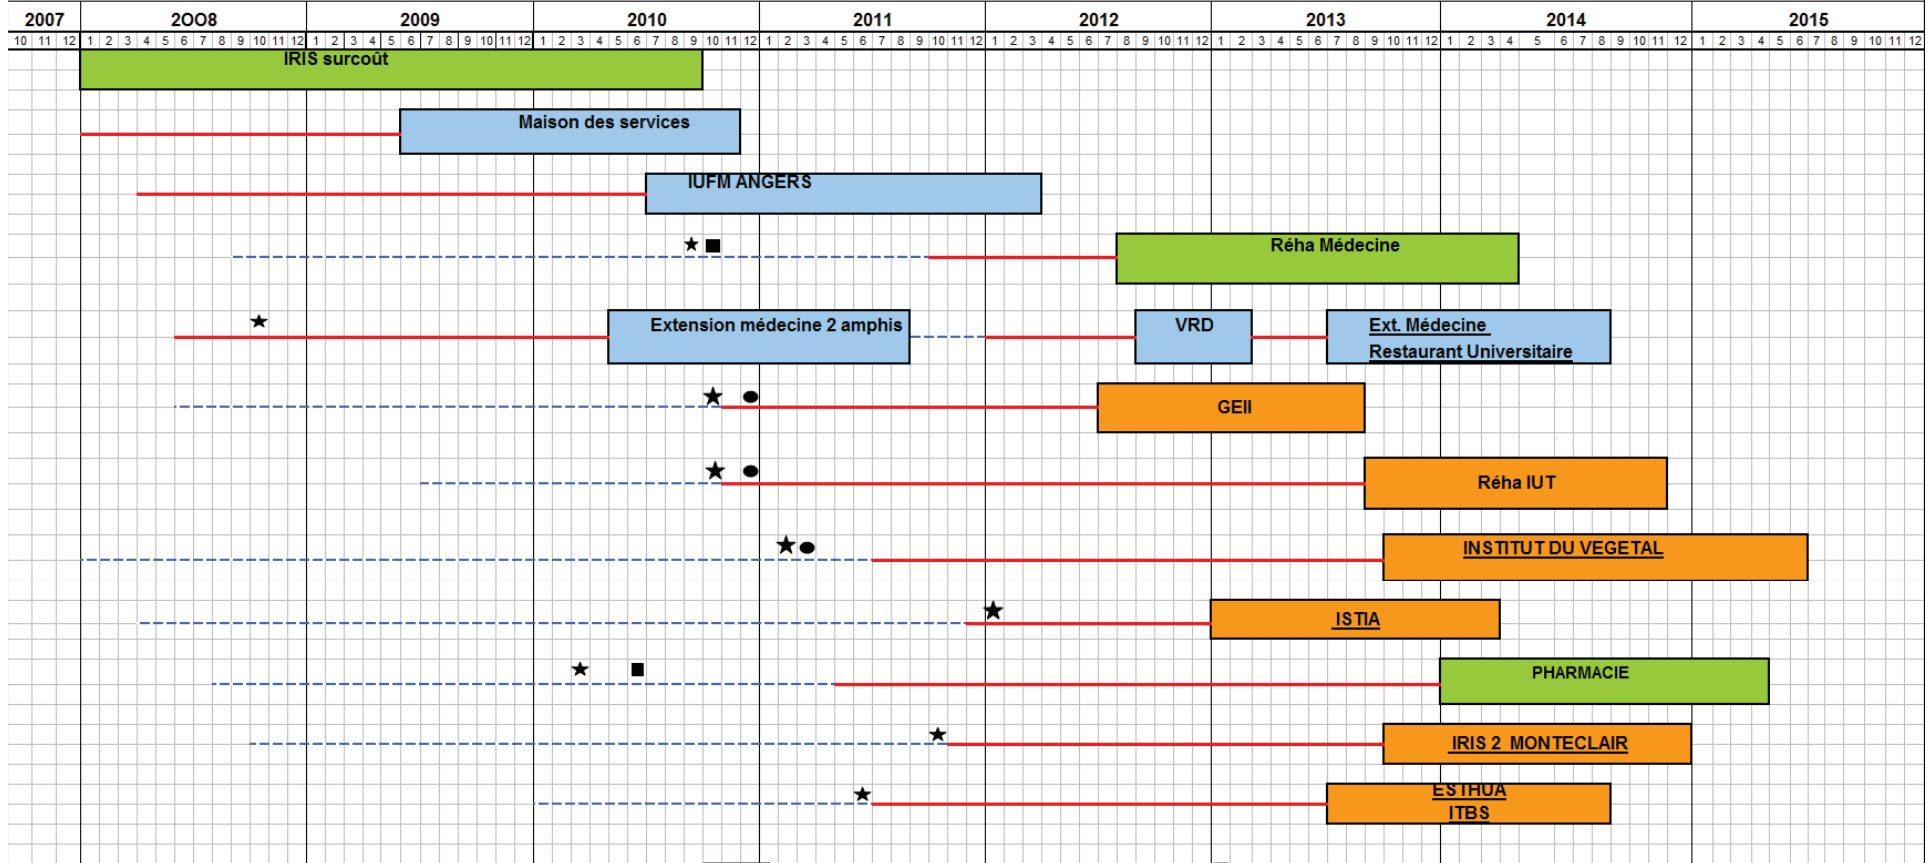 2007 2OO8 2009 2010 2011 2012 2013 2014 2015
10 11 12 1 2 3 4 5 6 7 8 9 10 11 12 1 2 3 4 5 6 7 8 9 10 11 12 1 2 3 4 5 6 7 8 9 10 11 12 1 2 3 4 5 6 7 8 9 10 11 12 1 2 3 4 5 6 7 8 9 10 11 12 1 2 3 4 5 6 7 8 9 10 11 12 1 2 3 4 5 6 7 8 9 10 11 12 1 2 3 4 5 6 7 8 9 10 11 12
IRIS surcoût
Maison des services
IUFM ANGERS
Réha Médecine
Extension médecine 2 amphis VRD Ext. Médecine
Restaurant Universitaire
GEII
Réha IUT
INSTITUT DU VEGETAL
ISTIA
PHARMACIE
IRIS 2 MONTECLAIR
ESTHUA
ITBS